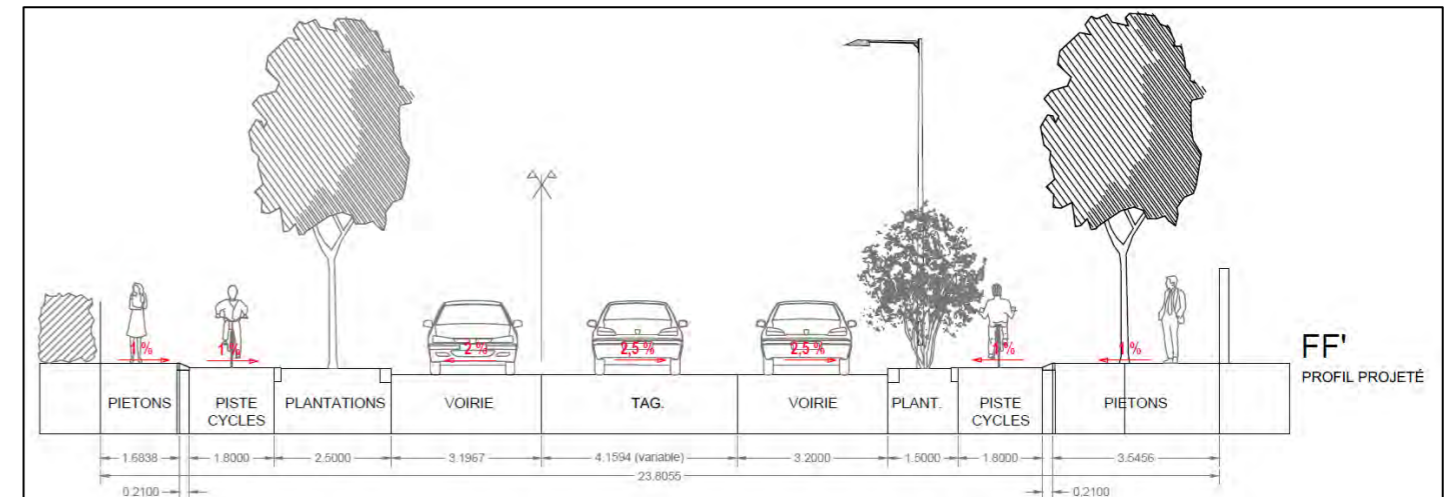 1 %
1 %
2 %
2,5 %
2,5 %
1 %
1 %
FF'
PROFIL PROJETÉ
PIETONS
PISTE
CYCLES
PLANTATIONS
VOIRIE
TAG.
VOIRIE
PLANT.
PISTE
CYCLES
PIETONS
1.6838
1.8000
2.5000
3.1967
4.1594 (variable)
3.2000
1.5000
1.8000
3.5456
23.8055
0.2100
0.2100